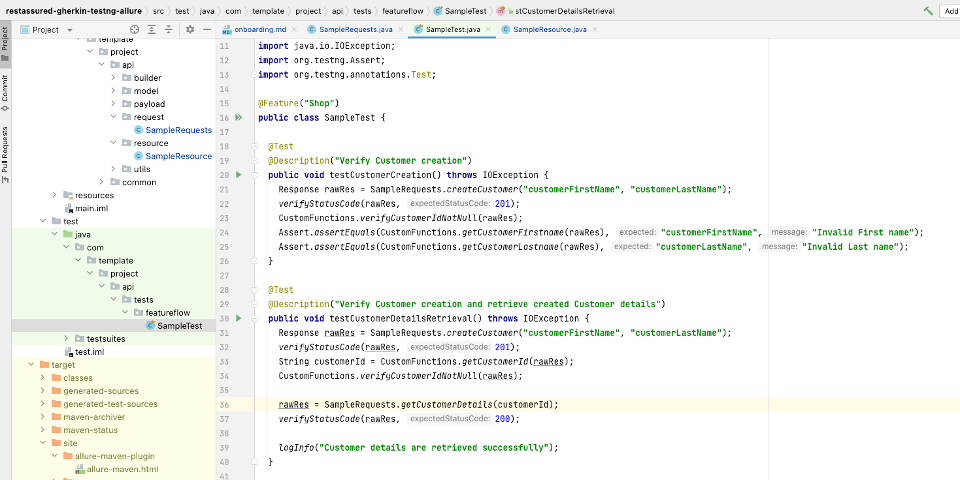 restassured-gherkin-testng-allure › src › test › java › com › template › project › api › tests › featureflow › SampleTest › stCustomerDetailsRetrieval
Add
Project
onboarding.md
SampleRequests.java
SampleTest.java
SampleResource.java
Project
Commit
Pull Requests
template
project
api
builder
model
payload
request
SampleRequests
resource
SampleResource
utils
common
resources
main.iml
test
java
com
template
project
api
tests
featureflow
SampleTest
testsuites
test.iml
target
classes
generated-sources
generated-test-sources
maven-archiver
maven-status
site
allure-maven-plugin
allure-maven.html
11 import java.io.IOException;
12 import org.testng.Assert;
13 import org.testng.annotations.Test;
14
15 @Feature("Shop")
16 public class SampleTest {
17
18 @Test
19 @Description("Verify Customer creation")
20 public void testCustomerCreation() throws IOException {
21 Response rawRes = SampleRequests.createCustomer("customerFirstName", "customerLastName");
22 verifyStatusCode(rawRes, expectedStatusCode: 201);
23 CustomFunctions.verifyCustomerIdNotNull(rawRes);
24 Assert.assertEquals(CustomFunctions.getCustomerFirstname(rawRes), expected: "customerFirstName", message: "Invalid First name");
25 Assert.assertEquals(CustomFunctions.getCustomerLastname(rawRes), expected: "customerLastName", message: "Invalid Last name");
26 }
27
28 @Test
29 @Description("Verify Customer creation and retrieve created Customer details")
30 public void testCustomerDetailsRetrieval() throws IOException {
31 Response rawRes = SampleRequests.createCustomer("customerFirstName", "customerLastName");
32 verifyStatusCode(rawRes, expectedStatusCode: 201);
33 String customerId = CustomFunctions.getCustomerId(rawRes);
34 CustomFunctions.verifyCustomerIdNotNull(rawRes);
35
36 rawRes = SampleRequests.getCustomerDetails(customerId);
37 verifyStatusCode(rawRes, expectedStatusCode: 200);
38
39 logInfo("Customer details are retrieved successfully");
40 }
41